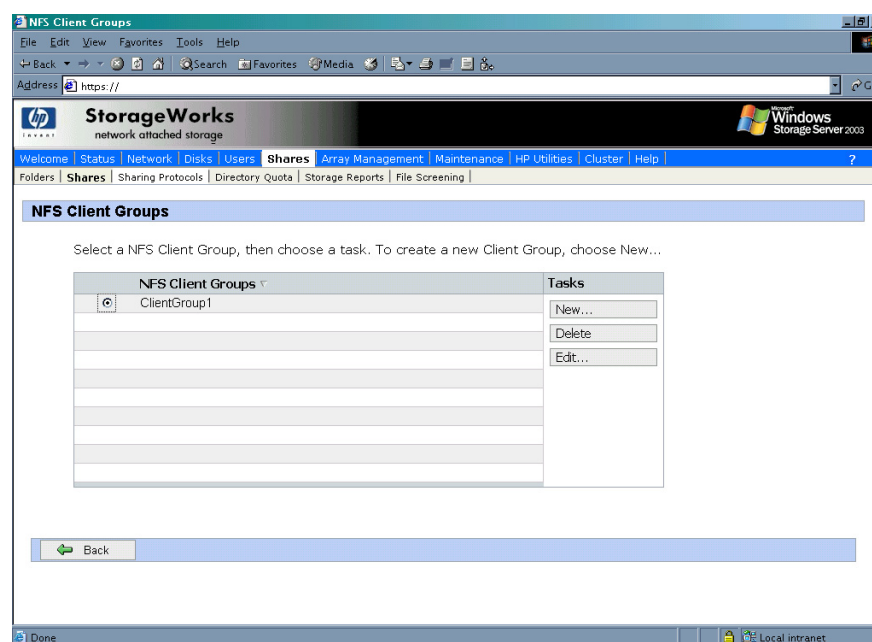 NFS Client Groups
File Edit View Favorites Tools Help
Back Search Favorites Media
Address https:// G
hp StorageWorks Microsoft Windows
invent network attached storage Storage Server 2003
Welcome | Status | Network | Disks | Users | Shares | Array Management | Maintenance | HP Utilities | Cluster | Help | ?
Folders | Shares | Sharing Protocols | Directory Quota | Storage Reports | File Screening |
NFS Client Groups
Select a NFS Client Group, then choose a task. To create a new Client Group, choose New...
NFS Client Groups Tasks
ClientGroup1
New...
Delete
Edit...
Back
Done Local intranet